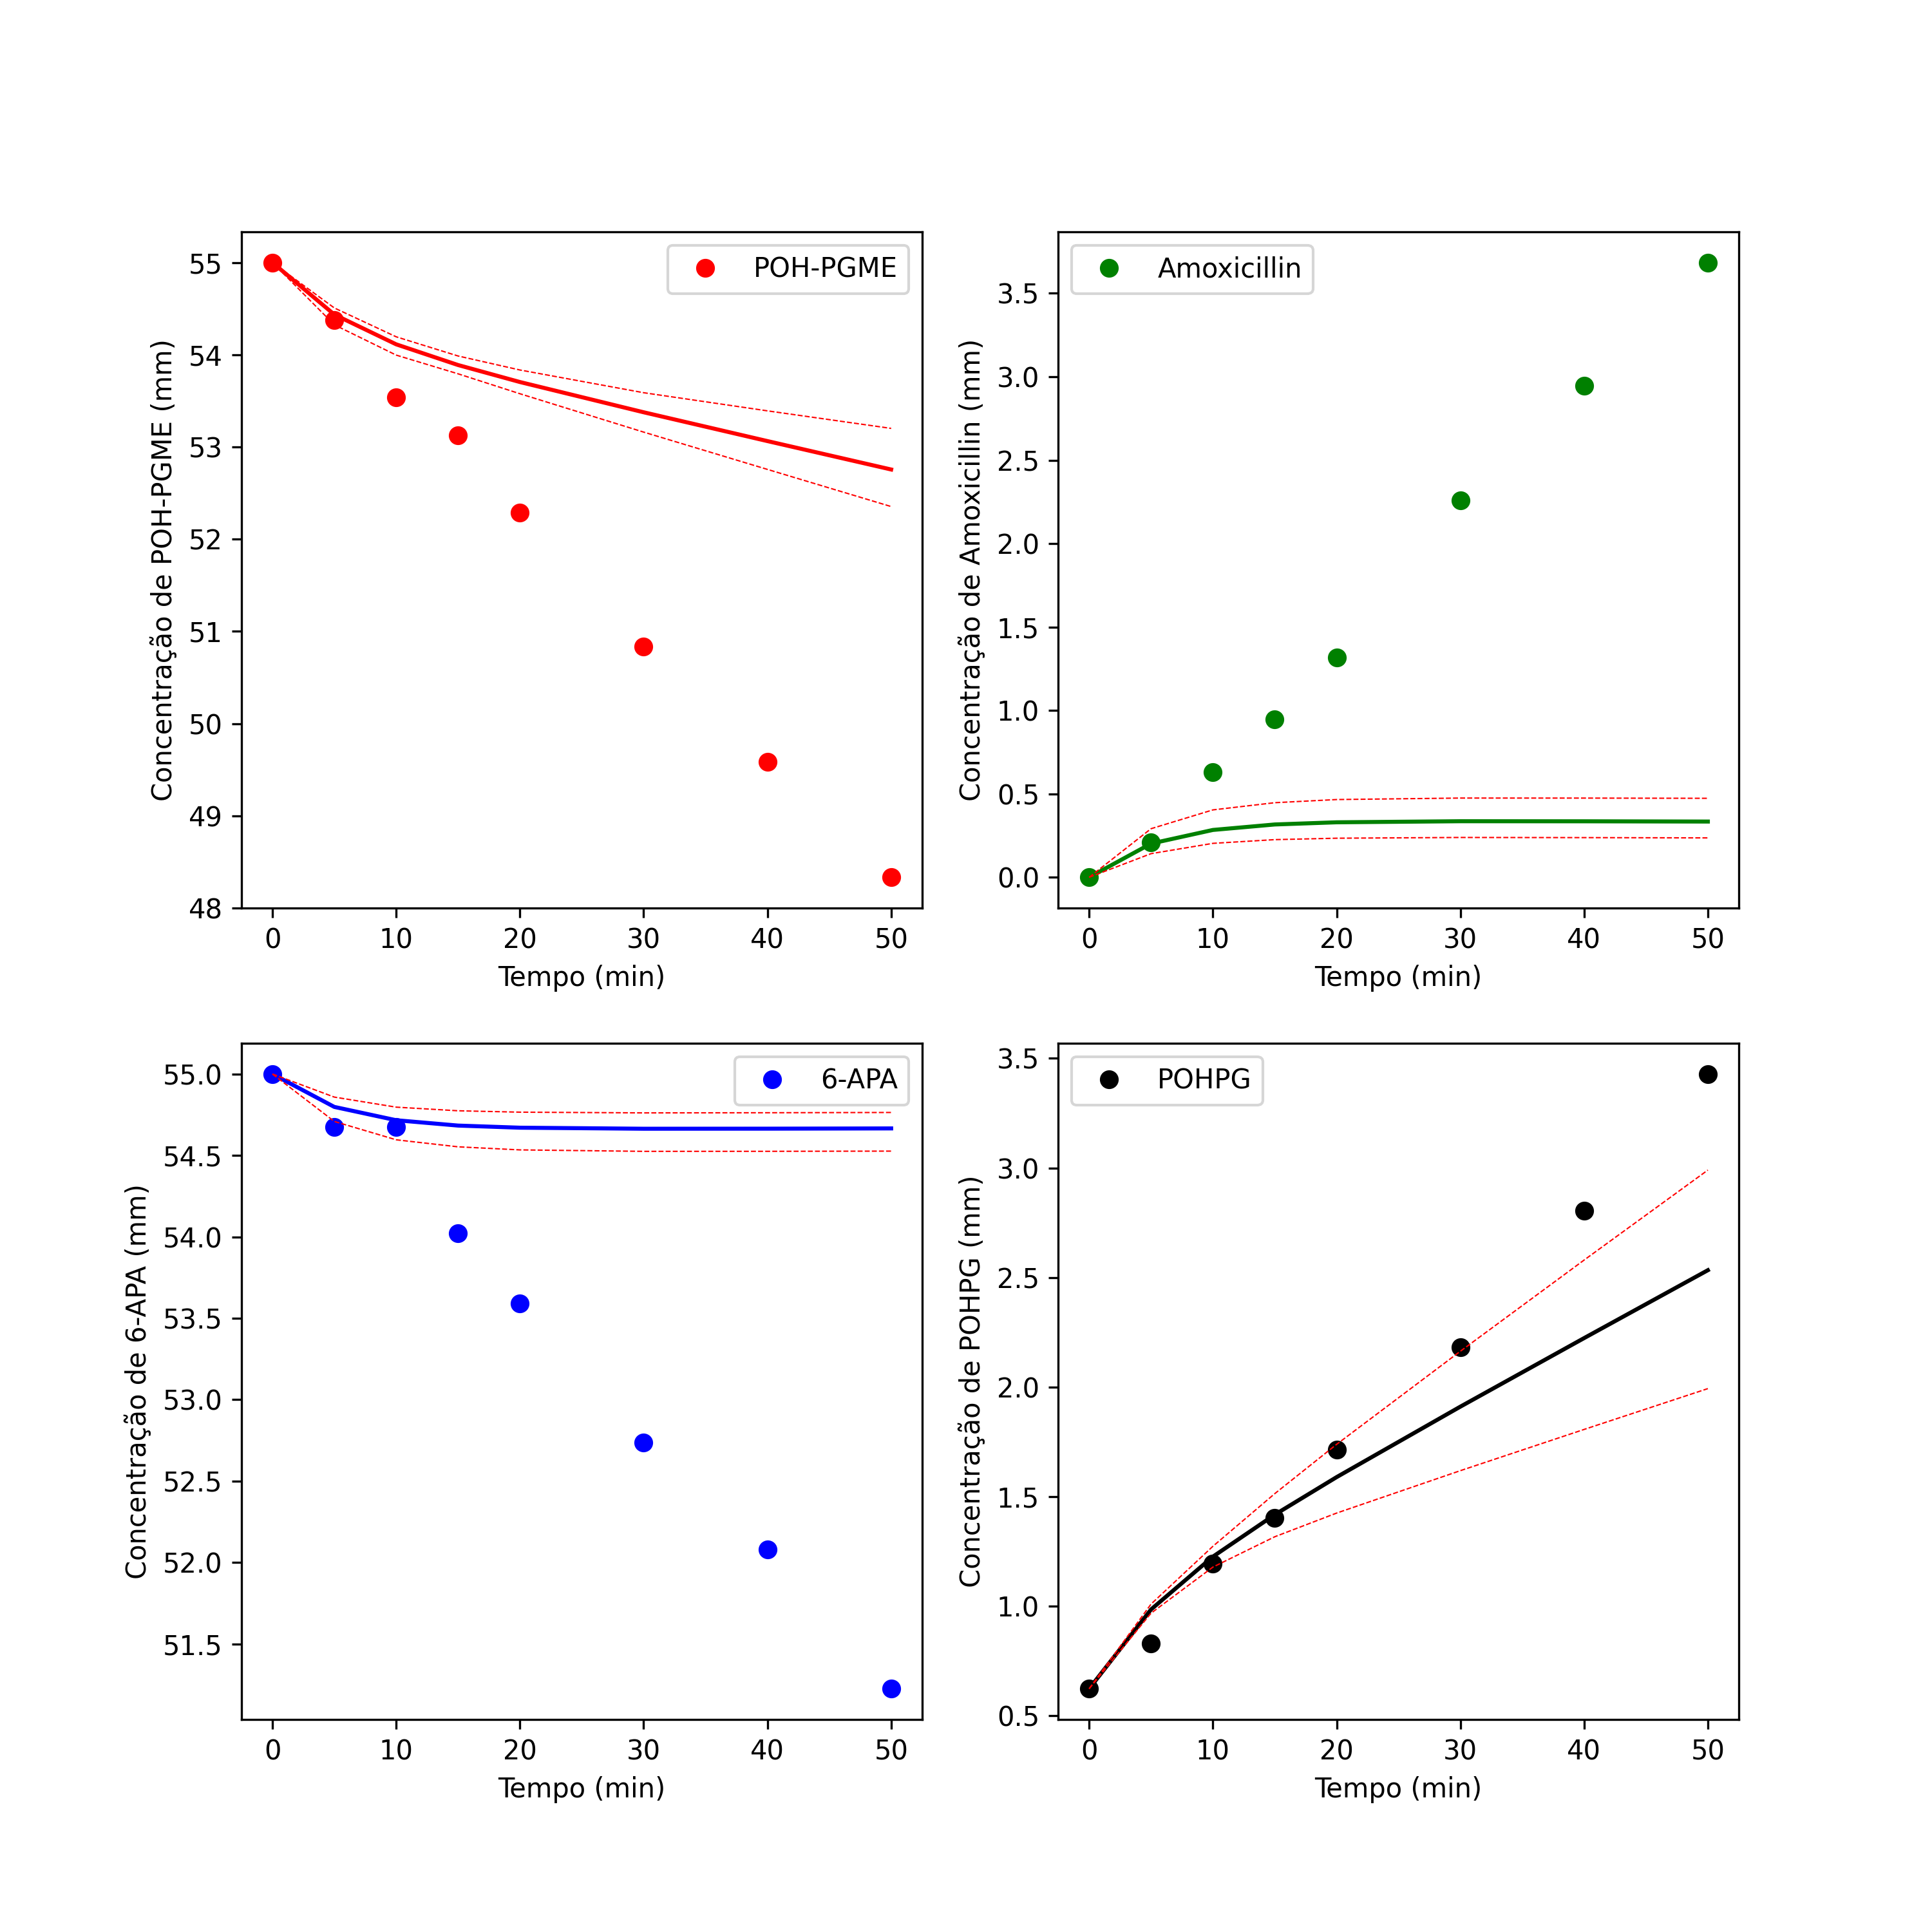 POH-PGME
Concentração de POH-PGME (mm)
55
54
53
52
51
50
49
48
0 10 20 30 40 50
Tempo (min)
Amoxicillin
Concentração de Amoxicillin (mm)
3.5
3.0
2.5
2.0
1.5
1.0
0.5
0.0
0 10 20 30 40 50
Tempo (min)
6-APA
Concentração de 6-APA (mm)
55.0
54.5
54.0
53.5
53.0
52.5
52.0
51.5
0 10 20 30 40 50
Tempo (min)
POHPG
Concentração de POHPG (mm)
3.5
3.0
2.5
2.0
1.5
1.0
0.5
0 10 20 30 40 50
Tempo (min)